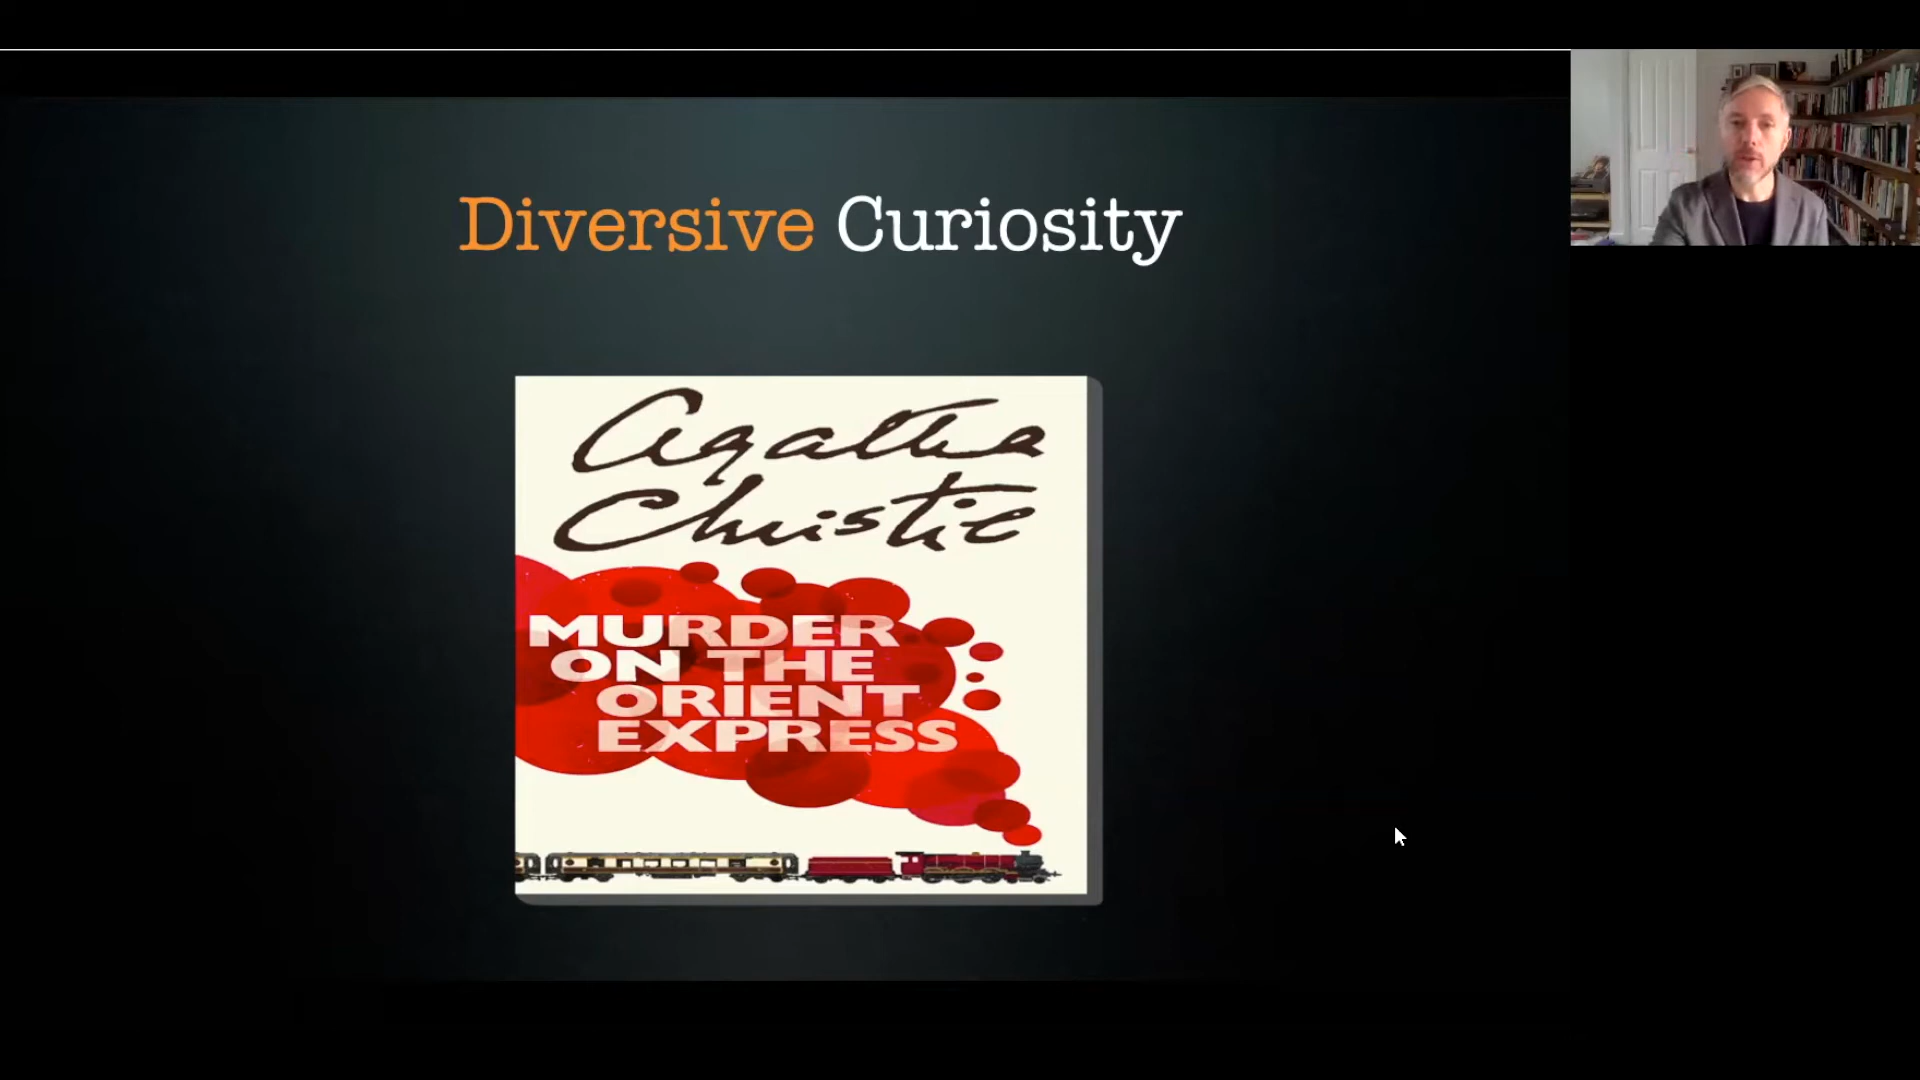 Diversive Curiosity
Agatha
Christie
MURDER
ON THE
ORIENT
EXPRESS